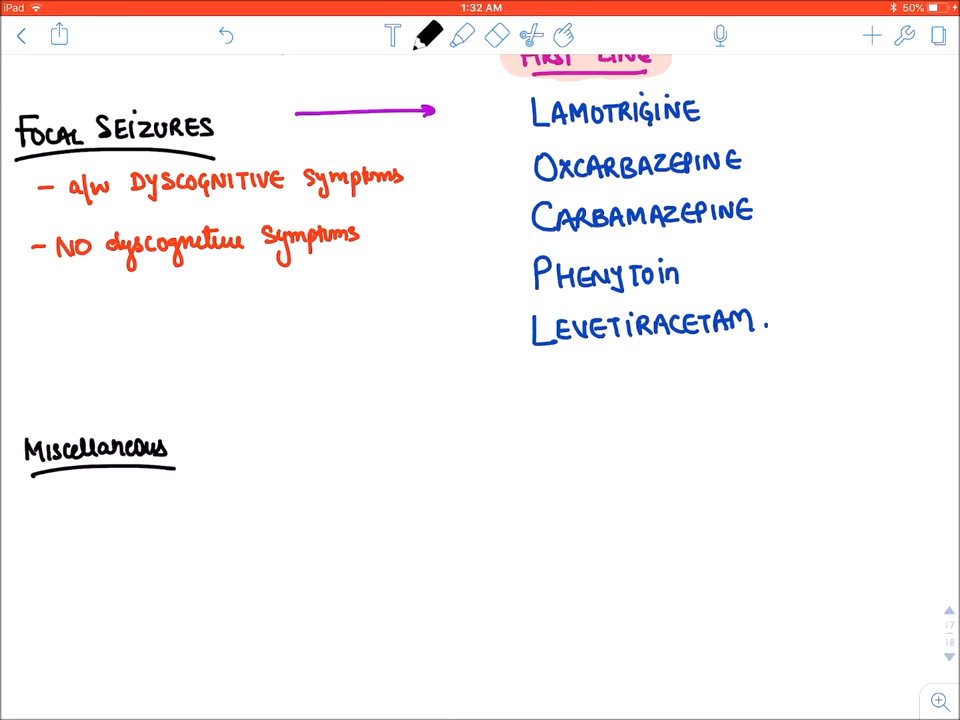 iPad
1:32 AM
50%
T
FIRST LINE
FOCAL SEIZURES
LAMOTRIGINE
- a/w DYSCOGNITIVE Symptoms
OXCARBAZEPINE
- NO dyscognitive Symptoms
CARBAMAZEPINE
PHENYTOin
LEVETIRACETAM.
Miscellaneous
17
18